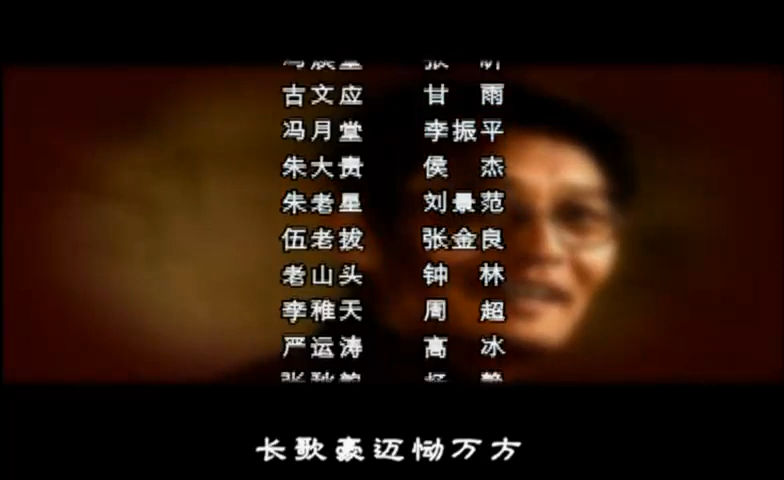 古文应 甘 雨
冯月堂 李振平
朱大贵 侯 杰
朱老星 刘景范
伍老拔 张金良
老山头 钟 林
李稚天 周 超
严运涛 高 冰
长歌豪迈恸万方